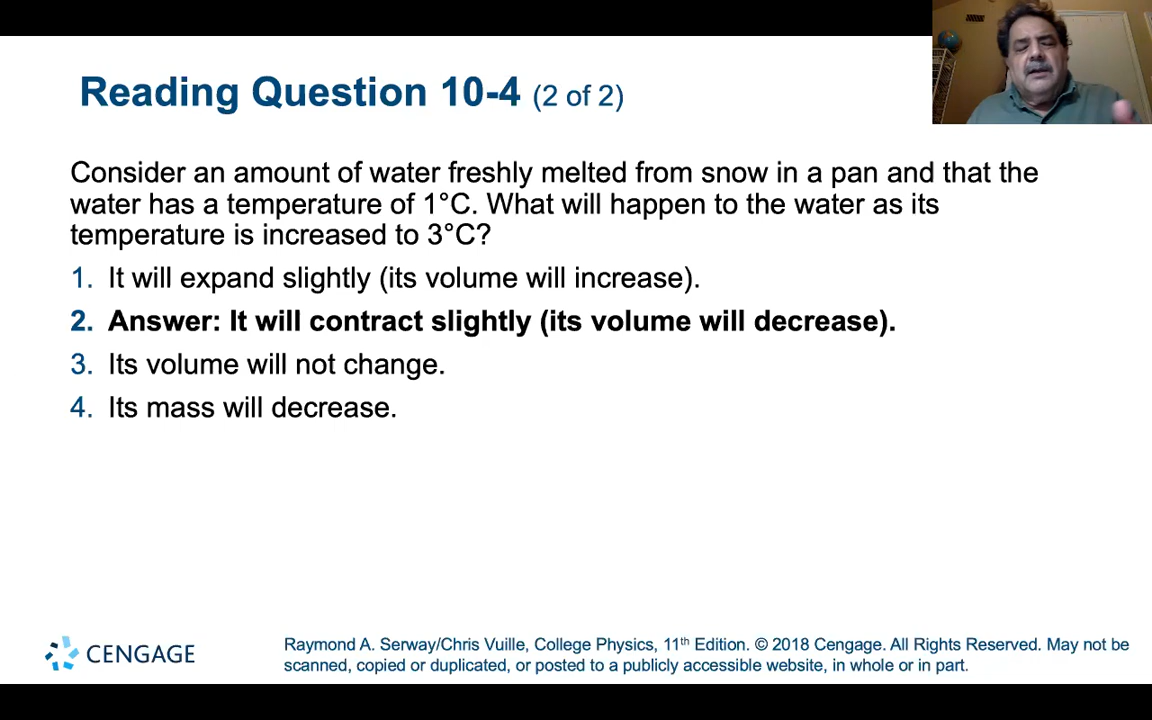 Reading Question 10-4 (2 of 2)
Consider an amount of water freshly melted from snow in a pan and that the
water has a temperature of 1°C. What will happen to the water as its
temperature is increased to 3°C?
1. It will expand slightly (its volume will increase).
2. Answer: It will contract slightly (its volume will decrease).
3. Its volume will not change.
4. Its mass will decrease.
CENGAGE
Raymond A. Serway/Chris Vuille, College Physics, 11th Edition. © 2018 Cengage. All Rights Reserved. May not be
scanned, copied or duplicated, or posted to a publicly accessible website, in whole or in part.